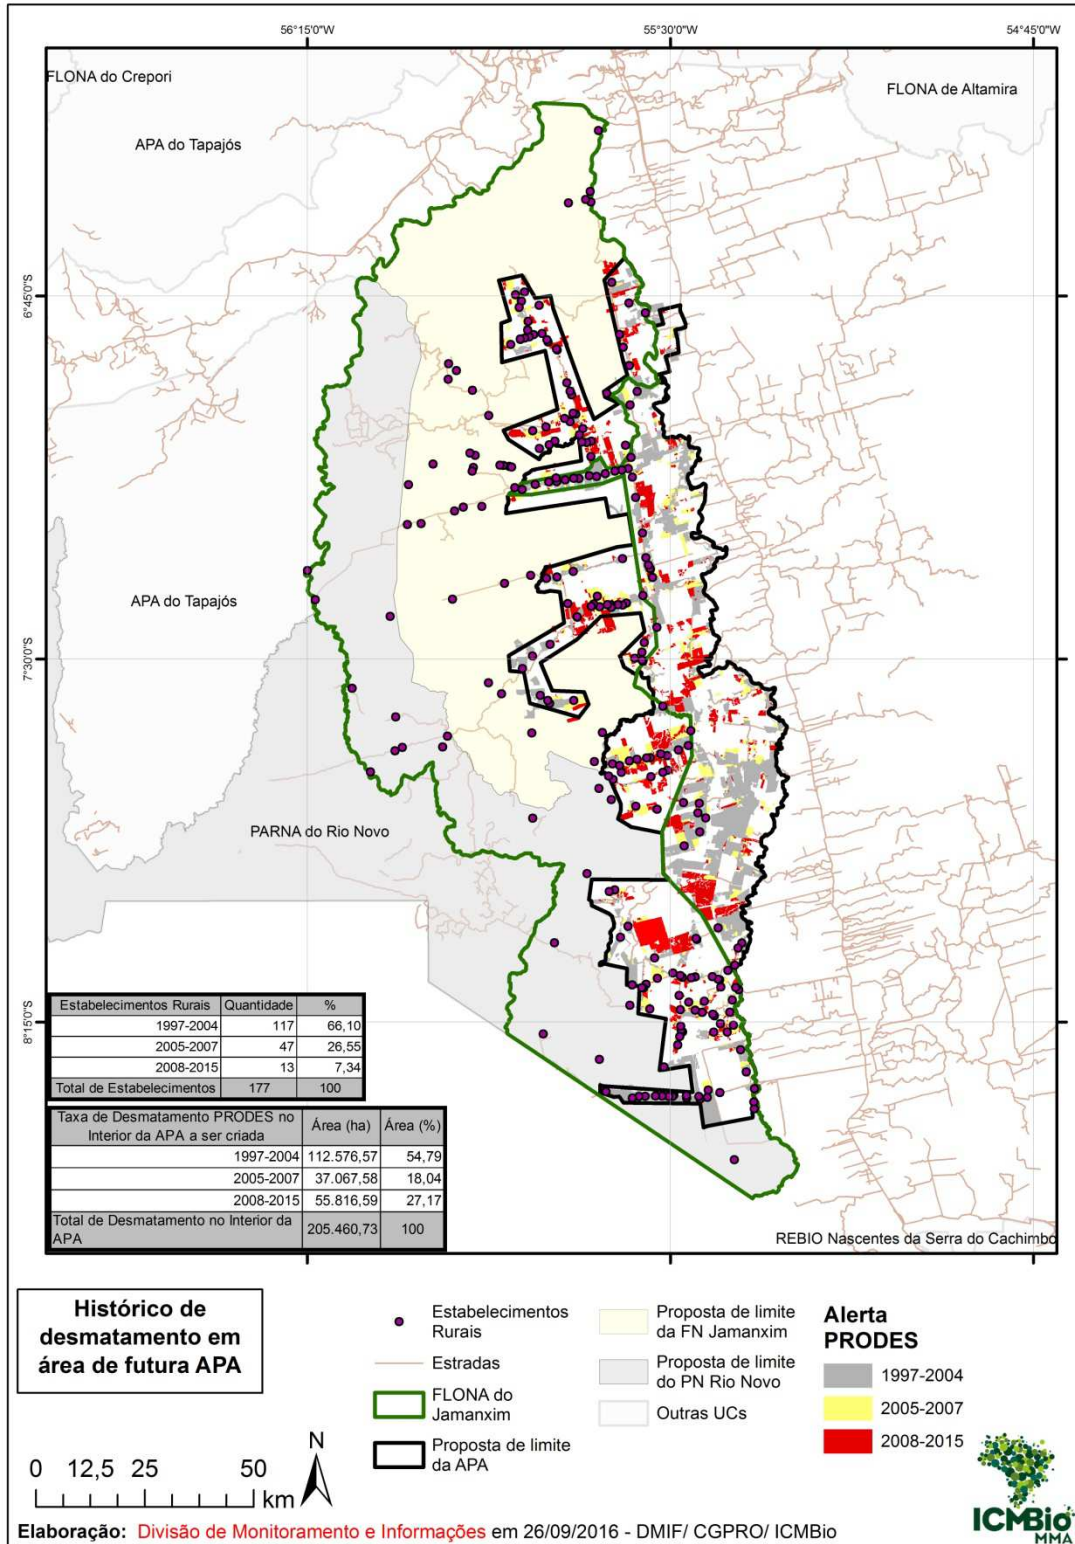 56°15'0"W
55°30'0"W
54°45'0"W
FLONA do Crepori
FLONA de Altamira
APA do Tapajós
6°45'0"S
APA do Tapajós
7°30'0"S
PARNA do Rio Novo
8°15'0"S
Estabelecimentos Rurais Quantidade %
1997-2004 117 66,10
2005-2007 47 26,55
2008-2015 13 7,34
Total de Estabelecimentos 177 100
Taxa de Desmatamento PRODES no
Interior da APA a ser criada Área (ha) Área (%)
1997-2004 112.576,57 54,79
2005-2007 37.067,58 18,04
2008-2015 55.816,59 27,17
Total de Desmatamento no Interior da
APA 205.460,73 100
REBIO Nascentes da Serra do Cachimbo
Histórico de
desmatamento em
área de futura APA
Estabelecimentos
Rurais
Estradas
FLONA do
Jamanxim
Proposta de limite
da APA
Proposta de limite
da FN Jamanxim
Proposta de limite
do PN Rio Novo
Outras UCs
Alerta
PRODES
1997-2004
2005-2007
2008-2015
0 12,5 25 50
km
N
ICMBio
MMA
Elaboração: Divisão de Monitoramento e Informações em 26/09/2016 - DMIF/ CGPRO/ ICMBio